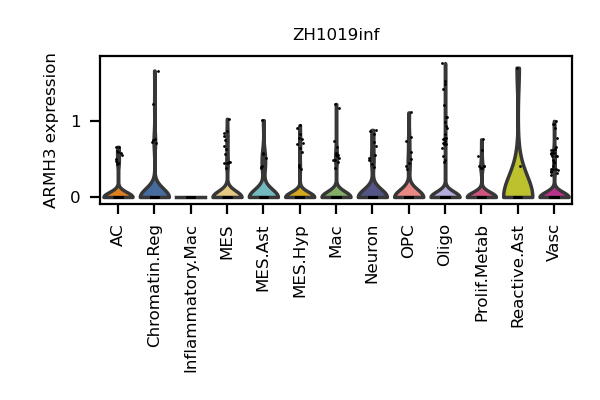 ZH1019inf
ARMH3 expression
1
0
AC
Chromatin.Reg
Inflammatory.Mac
MES
MES.Ast
MES.Hyp
Mac
Neuron
OPC
Oligo
Prolif.Metab
Reactive.Ast
Vasc